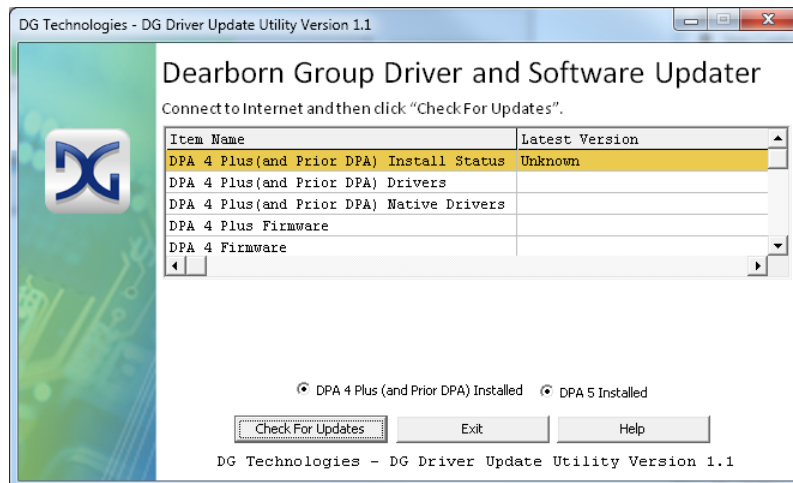 DG Technologies - DG Driver Update Utility Version 1.1
Dearborn Group Driver and Software Updater
Connect to Internet and then click “Check For Updates”.
Item Name Latest Version
DPA 4 Plus(and Prior DPA) Install Status Unknown
DPA 4 Plus(and Prior DPA) Drivers
DPA 4 Plus(and Prior DPA) Native Drivers
DPA 4 Plus Firmware
DPA 4 Firmware
DPA 4 Plus (and Prior DPA) Installed DPA 5 Installed
Check For Updates Exit Help
DG Technologies - DG Driver Update Utility Version 1.1